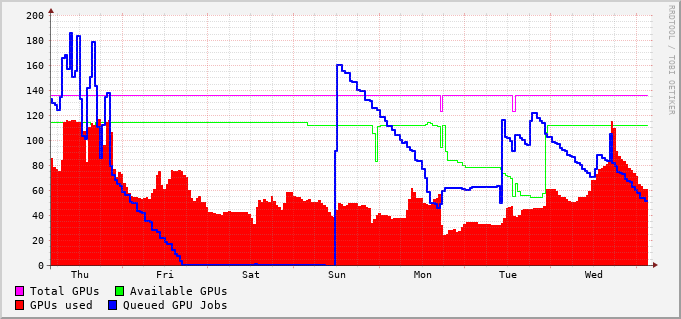 RRDTOOL / TOBI OETIKER
200
180
160
140
120
100
80
60
40
20
0
Thu Fri Sat Sun Mon Tue Wed
Total GPUs Available GPUs
GPUs used Queued GPU Jobs